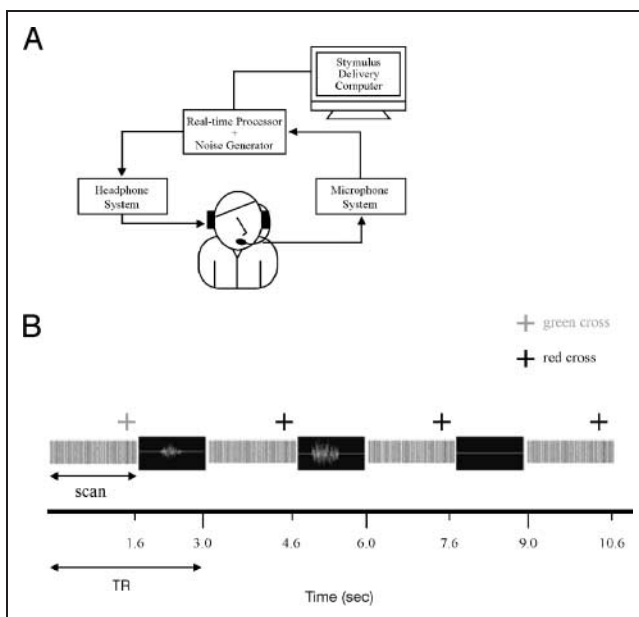 A
Stymulus
Delivery
Computer
Real-time Processor
+
Noise Generator
Headphone
System
Microphone
System
B
green cross
red cross
scan
1.6
3.0
4.6
6.0
7.6
9.0
10.6
TR
Time (sec)